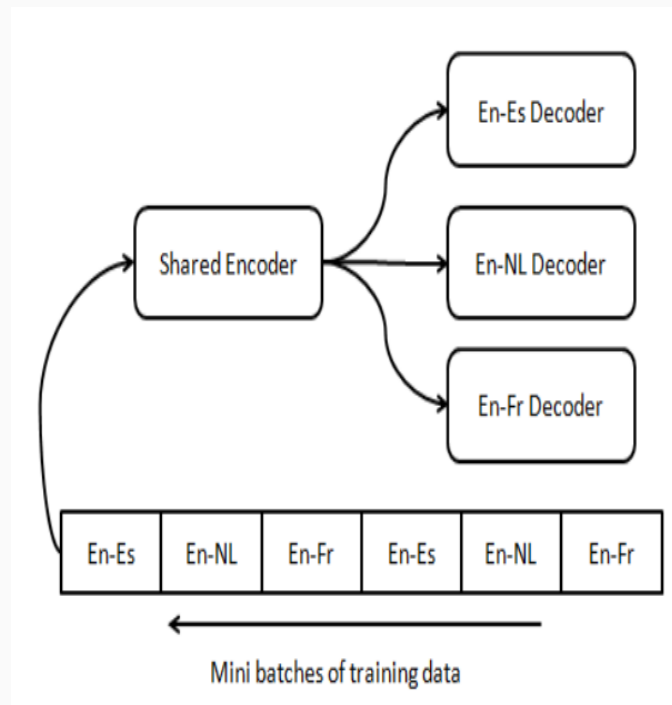 En-Es Decoder
Shared Encoder
En-NL Decoder
En-Fr Decoder
En-Es En-NL En-Fr En-Es En-NL En-Fr
Mini batches of training data